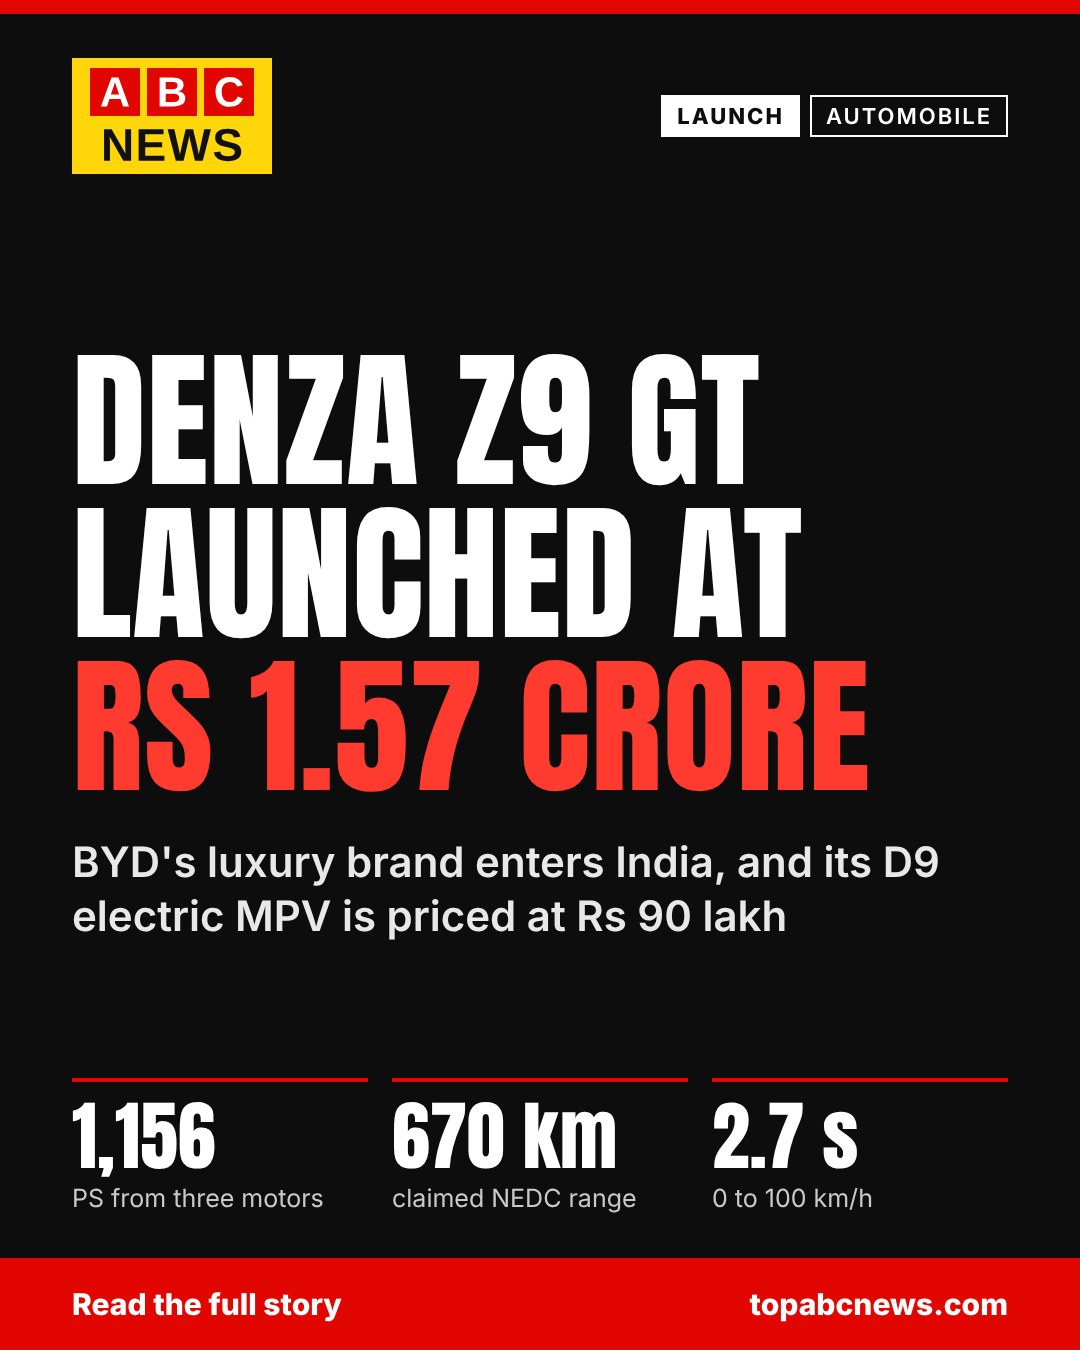 ABC
NEWS
LAUNCH
AUTOMOBILE
DENZA Z9 GT
LAUNCHED AT
RS 1.57 CRORE
BYD's luxury brand enters India, and its D9
electric MPV is priced at Rs 90 lakh
1,156
PS from three motors
670 km
claimed NEDC range
2.7 s
0 to 100 km/h
Read the full story
topabcnews.com